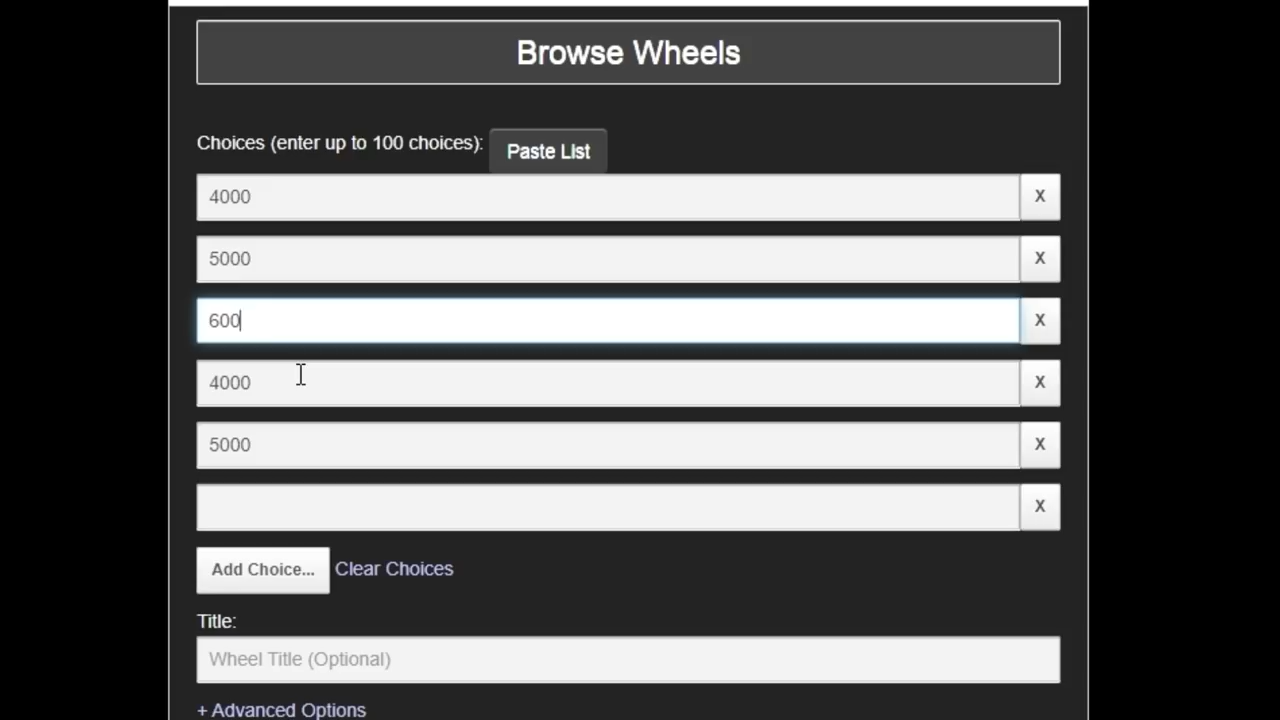 Browse Wheels
Choices (enter up to 100 choices): Paste List
4000 X
5000 X
600 X
4000 X
5000 X
X
Add Choice... Clear Choices
Title:
Wheel Title (Optional)
+ Advanced Options